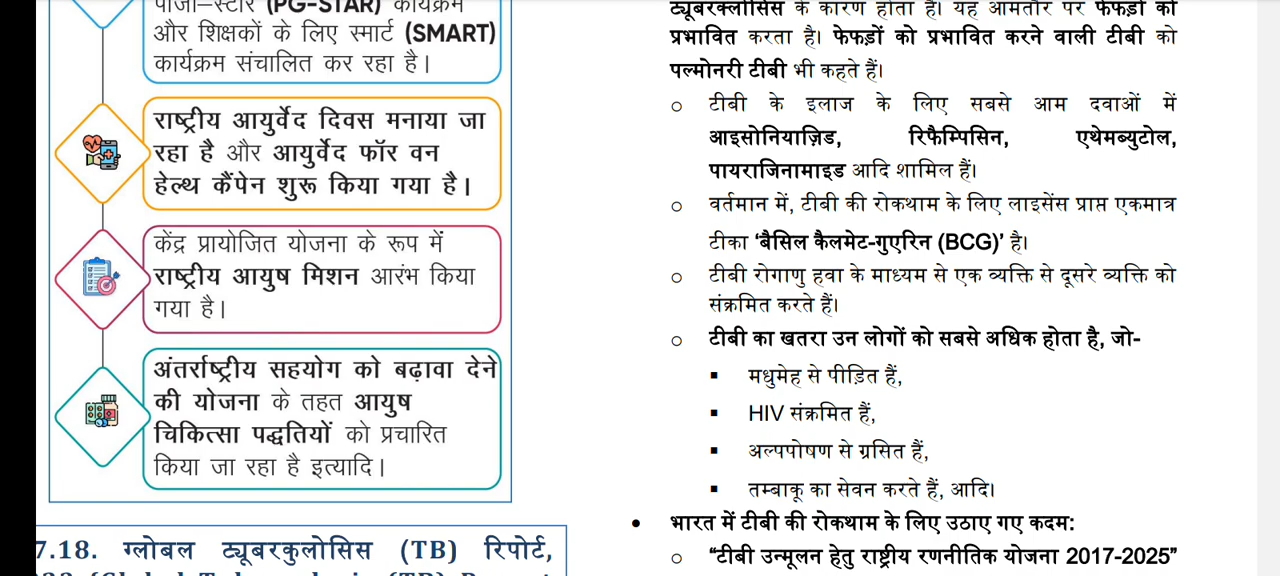 पीजी–स्टार (PG-STAR) कार्यक्रम
और शिक्षकों के लिए स्मार्ट (SMART)
कार्यक्रम संचालित कर रहा है।
राष्ट्रीय आयुर्वेद दिवस मनाया जा
रहा है और आयुर्वेद फॉर वन
हेल्थ कैंपेन शुरू किया गया है।
केंद्र प्रायोजित योजना के रूप में
राष्ट्रीय आयुष मिशन आरंभ किया
गया है।
अंतर्राष्ट्रीय सहयोग को बढ़ावा देने
की योजना के तहत आयुष
चिकित्सा पद्धतियों को प्रचारित
किया जा रहा है इत्यादि।
7.18. ग्लोबल ट्यूबरकुलोसिस (TB) रिपोर्ट,
ट्यूबरक्लोसिस के कारण होता है। यह आमतौर पर फेफड़ों को
प्रभावित करता है। फेफड़ों को प्रभावित करने वाली टीबी को
पल्मोनरी टीबी भी कहते हैं।
o टीबी के इलाज के लिए सबसे आम दवाओं में
आइसोनियाज़िड, रिफैम्पिसिन, एथेमब्युटोल,
पायराजिनामाइड आदि शामिल हैं।
o वर्तमान में, टीबी की रोकथाम के लिए लाइसेंस प्राप्त एकमात्र
टीका ‘बैसिल कैलमेट-गुएरिन (BCG)’ है।
o टीबी रोगाणु हवा के माध्यम से एक व्यक्ति से दूसरे व्यक्ति को
संक्रमित करते हैं।
o टीबी का खतरा उन लोगों को सबसे अधिक होता है, जो-
▪ मधुमेह से पीड़ित हैं,
▪ HIV संक्रमित हैं,
▪ अल्पपोषण से ग्रसित हैं,
▪ तम्बाकू का सेवन करते हैं, आदि।
• भारत में टीबी की रोकथाम के लिए उठाए गए कदम:
o “टीबी उन्मूलन हेतु राष्ट्रीय रणनीतिक योजना 2017-2025”